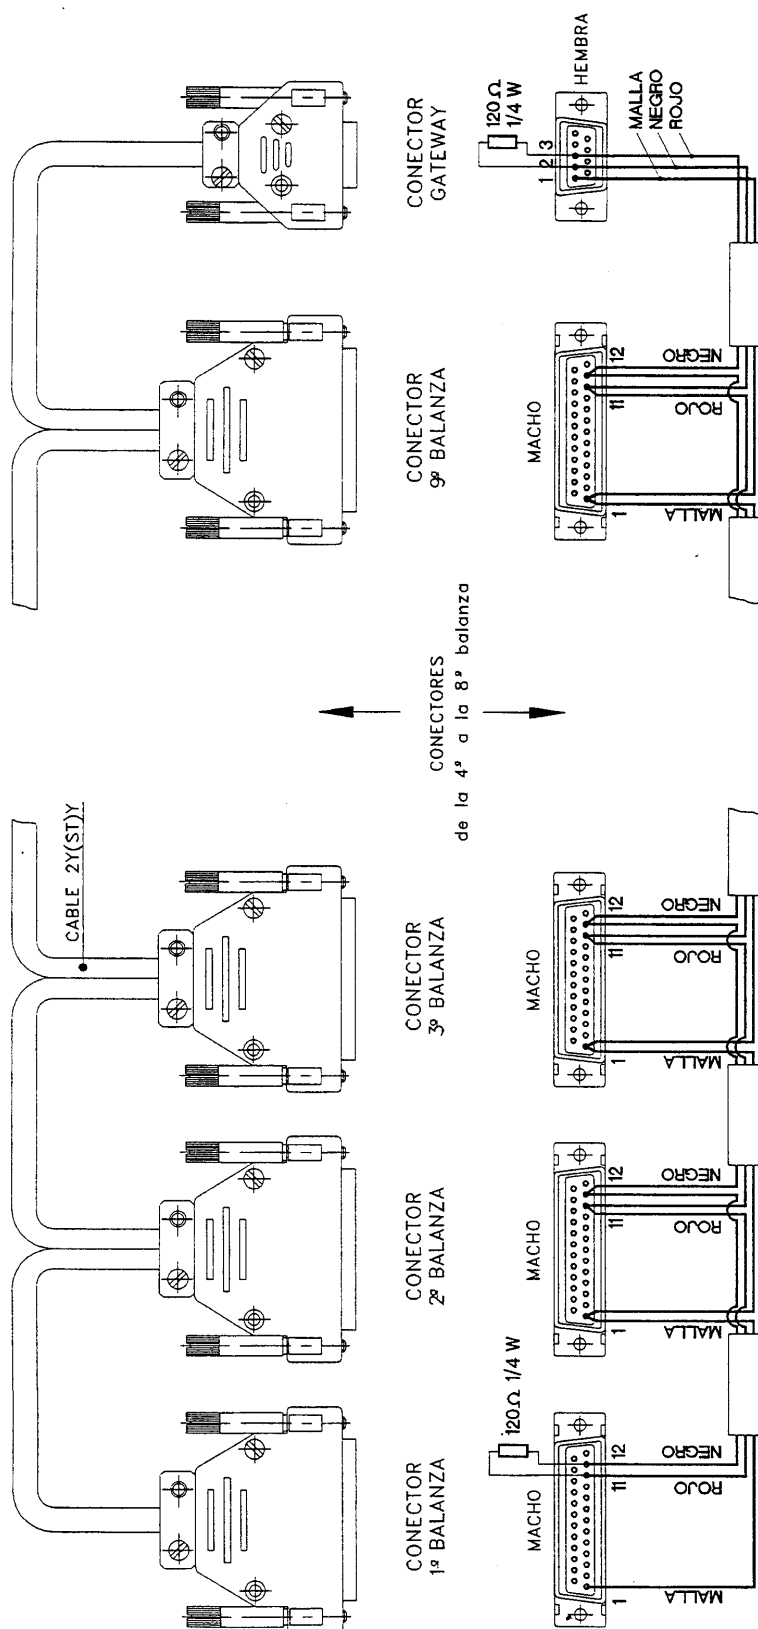 CABLE 2Y(ST)Y
CONECTOR
1ª BALANZA
CONECTOR
2ª BALANZA
CONECTOR
3ª BALANZA
CONECTORES
de la 4ª a la 8ª balanza
CONECTOR
9ª BALANZA
CONECTOR
GATEWAY
120Ω 1/4 W
MACHO
1
11
12
MALLA
ROJO
NEGRO
MACHO
1
11
12
MALLA
ROJO
NEGRO
MACHO
1
11
12
MALLA
ROJO
NEGRO
MACHO
1
11
12
MALLA
ROJO
NEGRO
120Ω
1/4 W
HEMBRA
1
2
3
MALLA
NEGRO
ROJO